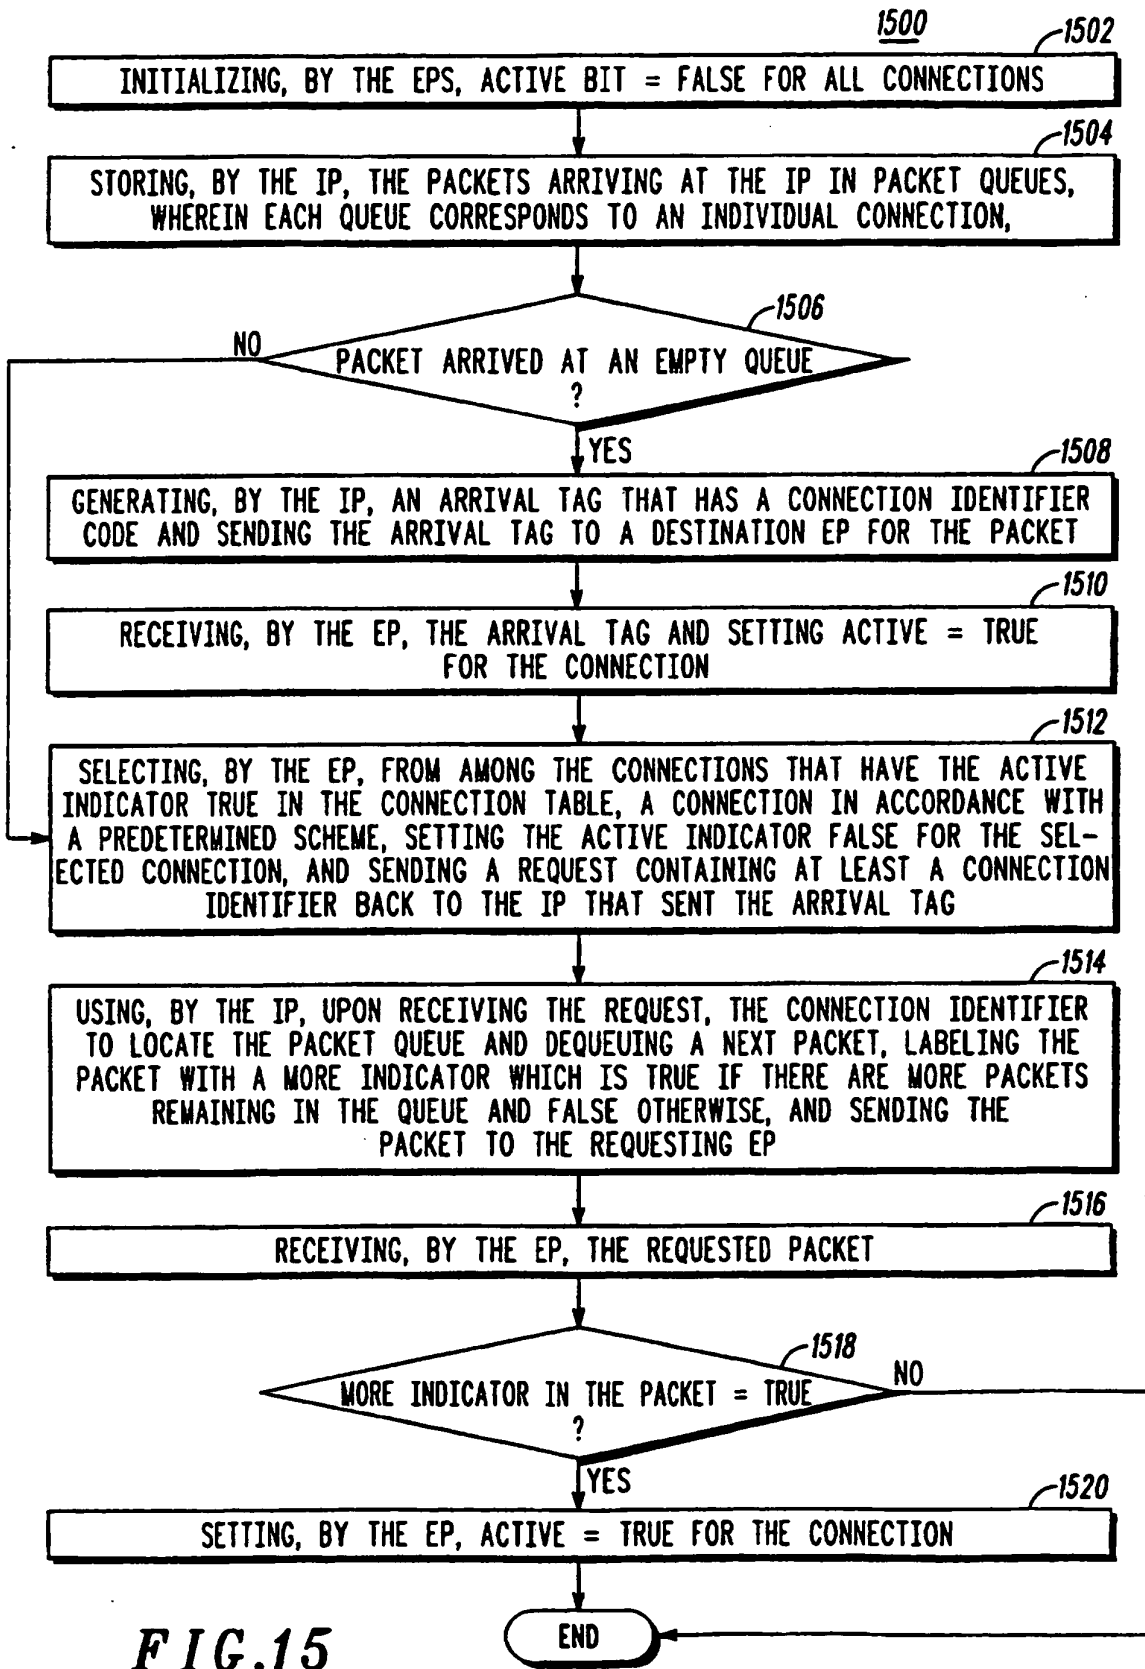 1500
1502
INITIALIZING, BY THE EPS, ACTIVE BIT = FALSE FOR ALL CONNECTIONS
1504
STORING, BY THE IP, THE PACKETS ARRIVING AT THE IP IN PACKET QUEUES,
WHEREIN EACH QUEUE CORRESPONDS TO AN INDIVIDUAL CONNECTION,
1506
NO
PACKET ARRIVED AT AN EMPTY QUEUE
?
YES
1508
GENERATING, BY THE IP, AN ARRIVAL TAG THAT HAS A CONNECTION IDENTIFIER
CODE AND SENDING THE ARRIVAL TAG TO A DESTINATION EP FOR THE PACKET
1510
RECEIVING, BY THE EP, THE ARRIVAL TAG AND SETTING ACTIVE = TRUE
FOR THE CONNECTION
1512
SELECTING, BY THE EP, FROM AMONG THE CONNECTIONS THAT HAVE THE ACTIVE
INDICATOR TRUE IN THE CONNECTION TABLE, A CONNECTION IN ACCORDANCE WITH
A PREDETERMINED SCHEME, SETTING THE ACTIVE INDICATOR FALSE FOR THE SEL-
ECTED CONNECTION, AND SENDING A REQUEST CONTAINING AT LEAST A CONNECTION
IDENTIFIER BACK TO THE IP THAT SENT THE ARRIVAL TAG
1514
USING, BY THE IP, UPON RECEIVING THE REQUEST, THE CONNECTION IDENTIFIER
TO LOCATE THE PACKET QUEUE AND DEQUEUING A NEXT PACKET, LABELING THE
PACKET WITH A MORE INDICATOR WHICH IS TRUE IF THERE ARE MORE PACKETS
REMAINING IN THE QUEUE AND FALSE OTHERWISE, AND SENDING THE
PACKET TO THE REQUESTING EP
1516
RECEIVING, BY THE EP, THE REQUESTED PACKET
1518
NO
MORE INDICATOR IN THE PACKET = TRUE
?
YES
1520
SETTING, BY THE EP, ACTIVE = TRUE FOR THE CONNECTION
END
FIG.15